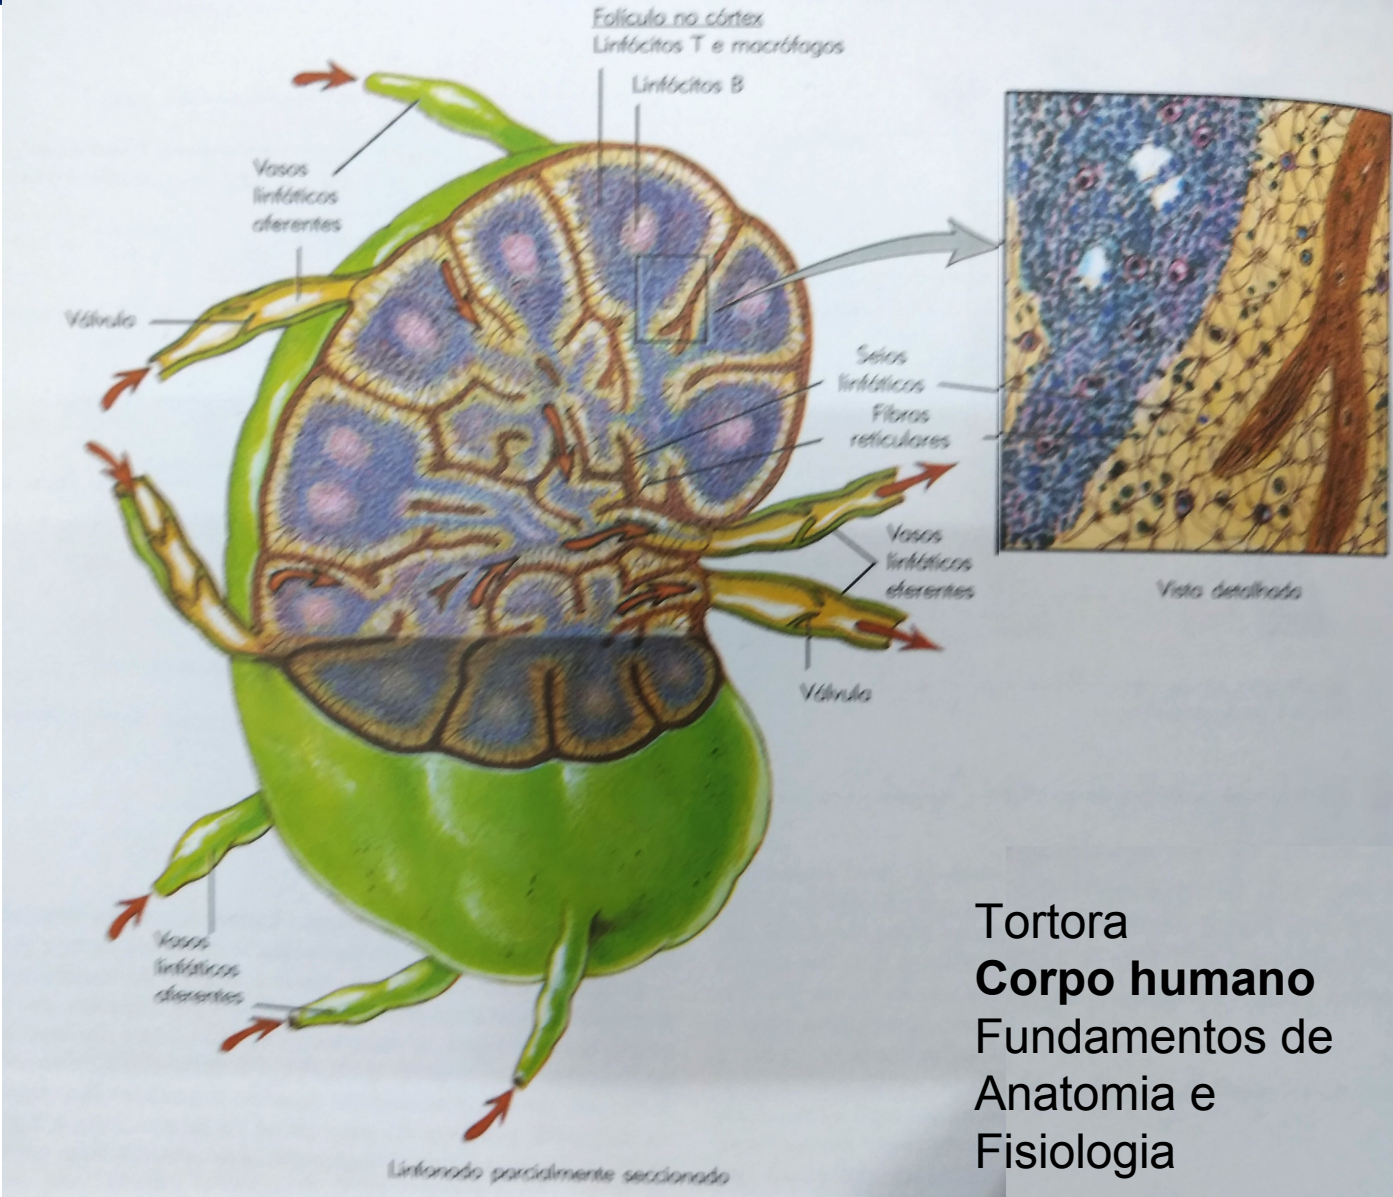 Folículo no córtex
Linfócitos T e macrófagos
Linfócitos B
Vasos
linfáticos
aferentes
Válvula
Seios
linfáticos
Fibras
reticulares
Vasos
linfáticos
eferentes
Válvula
Vista detalhada
Vasos
linfáticos
aferentes
Linfonodo parcialmente seccionado
Tortora
Corpo humano
Fundamentos de
Anatomia e
Fisiologia